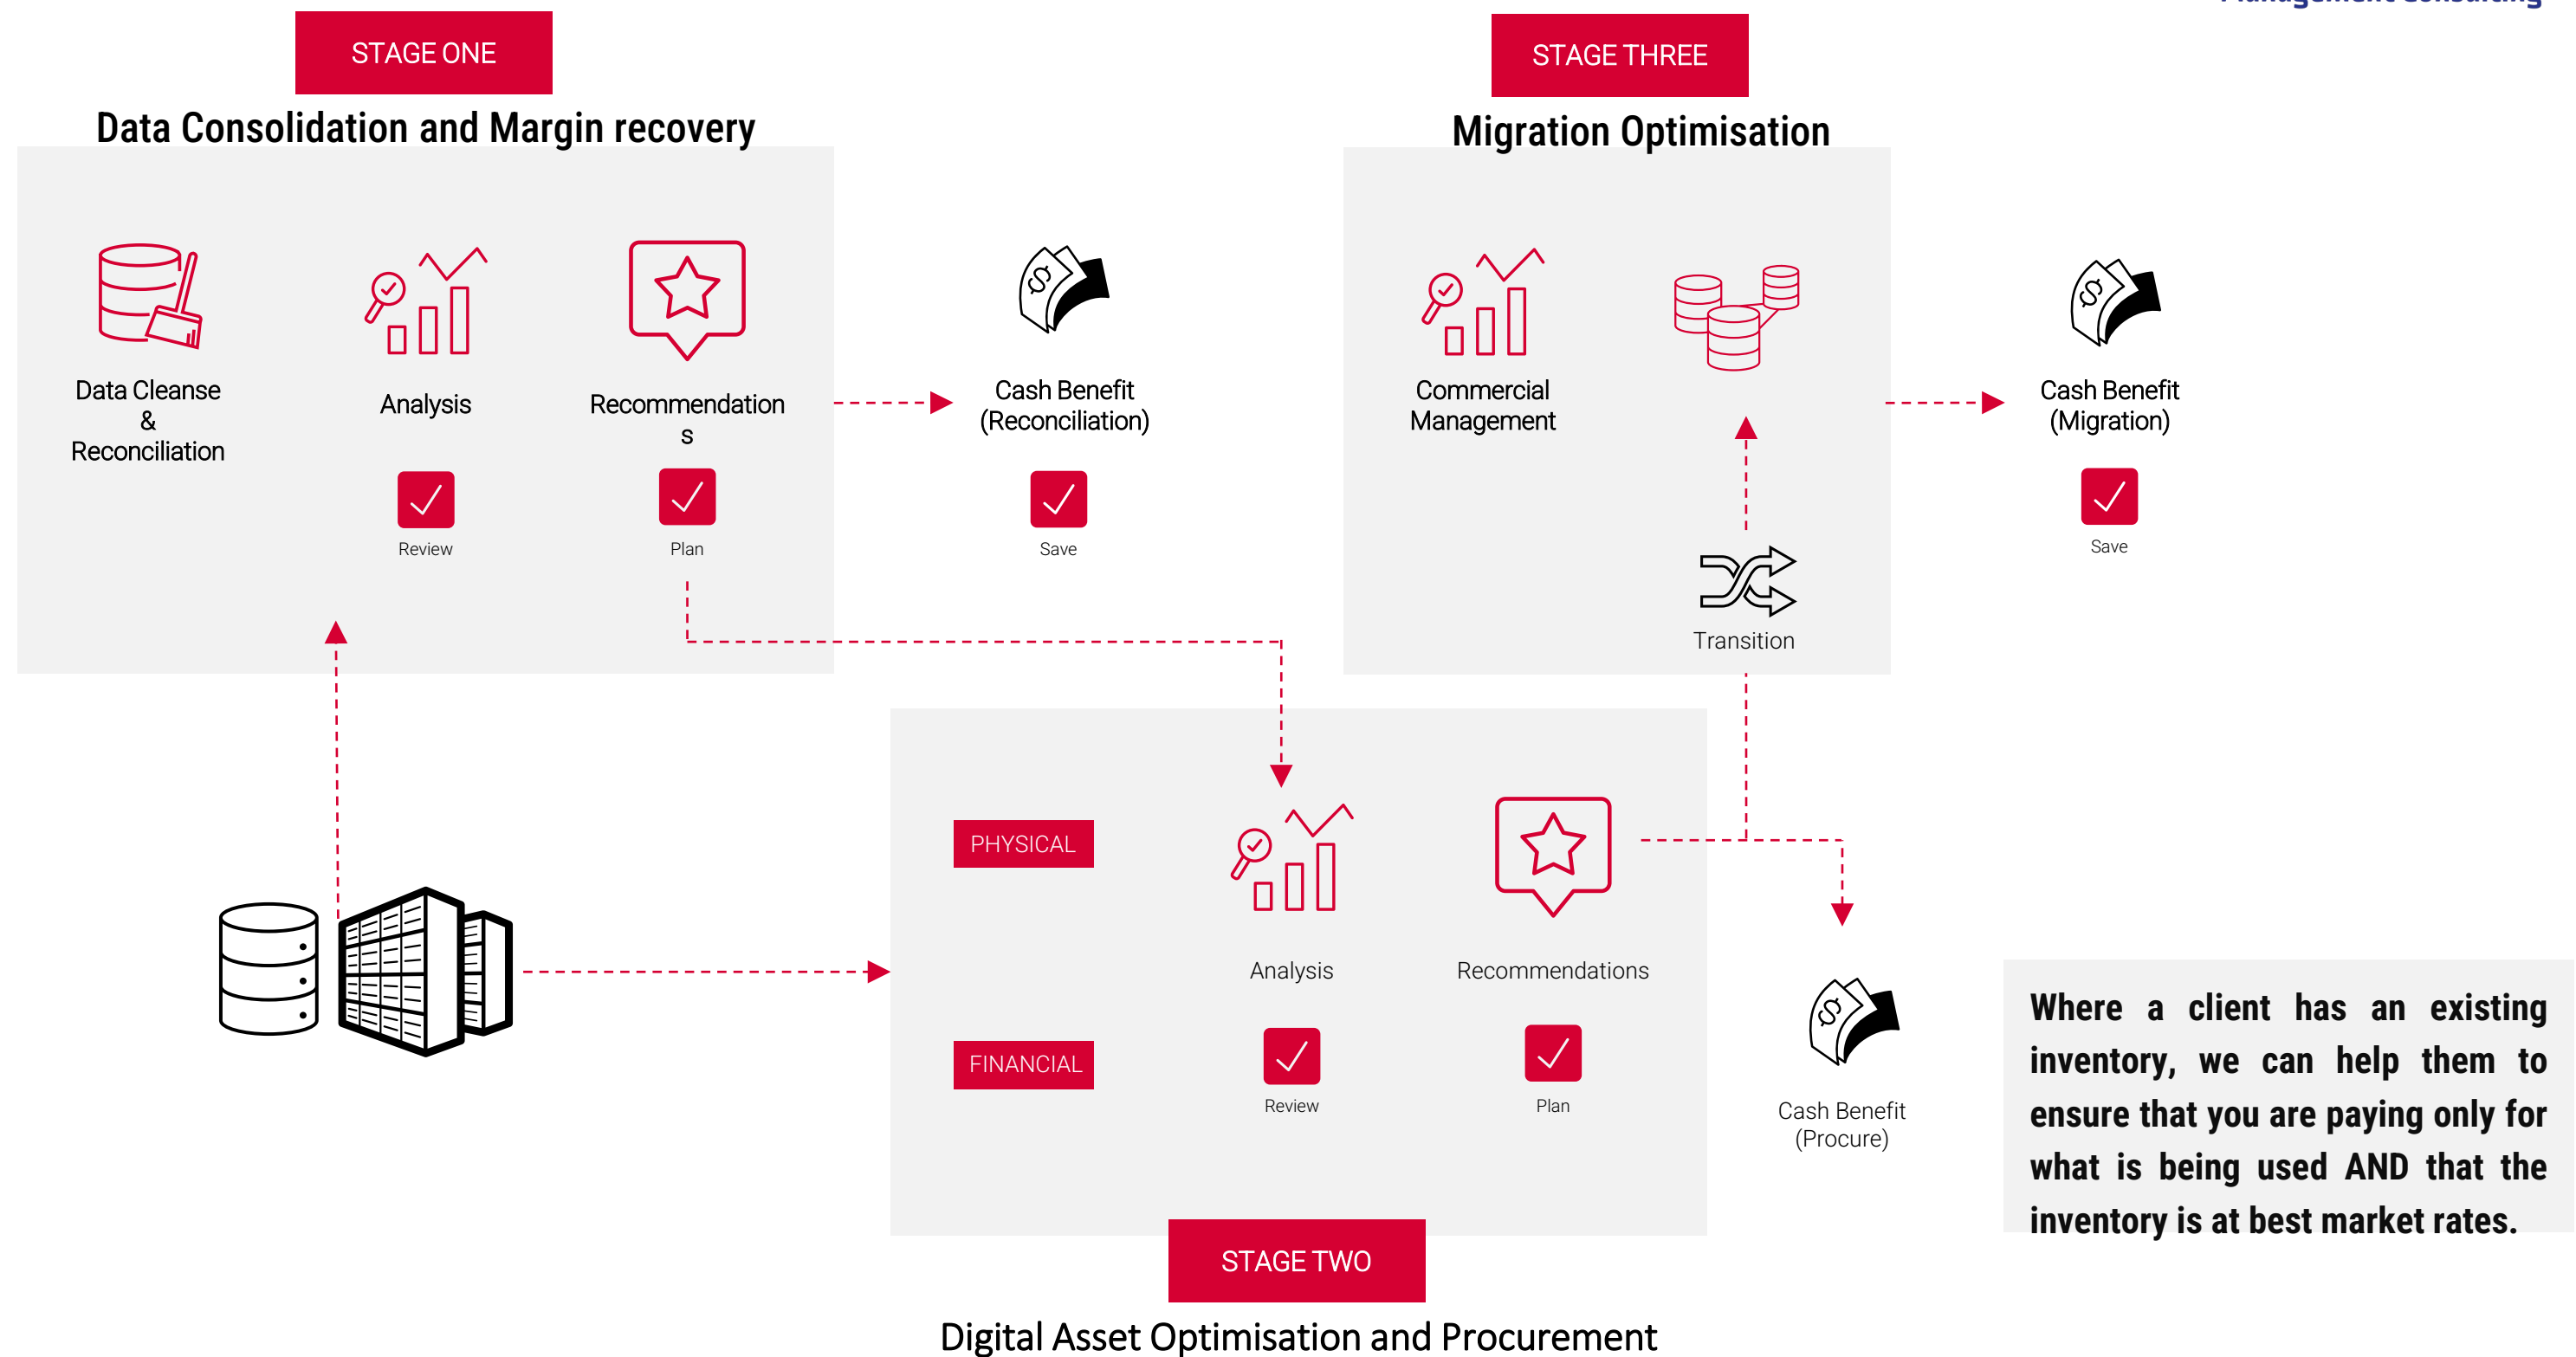 Management Consulting
STAGE ONE
Data Consolidation and Margin recovery
Data Cleanse
&
Reconciliation
Analysis
Review
Recommendation
s
Plan
Cash Benefit
(Reconciliation)
Save
STAGE THREE
Migration Optimisation
Commercial
Management
Transition
Cash Benefit
(Migration)
Save
PHYSICAL
FINANCIAL
Analysis
Review
Recommendations
Plan
Cash Benefit
(Procure)
STAGE TWO
Digital Asset Optimisation and Procurement
Where a client has an existing
inventory, we can help them to
ensure that you are paying only for
what is being used AND that the
inventory is at best market rates.